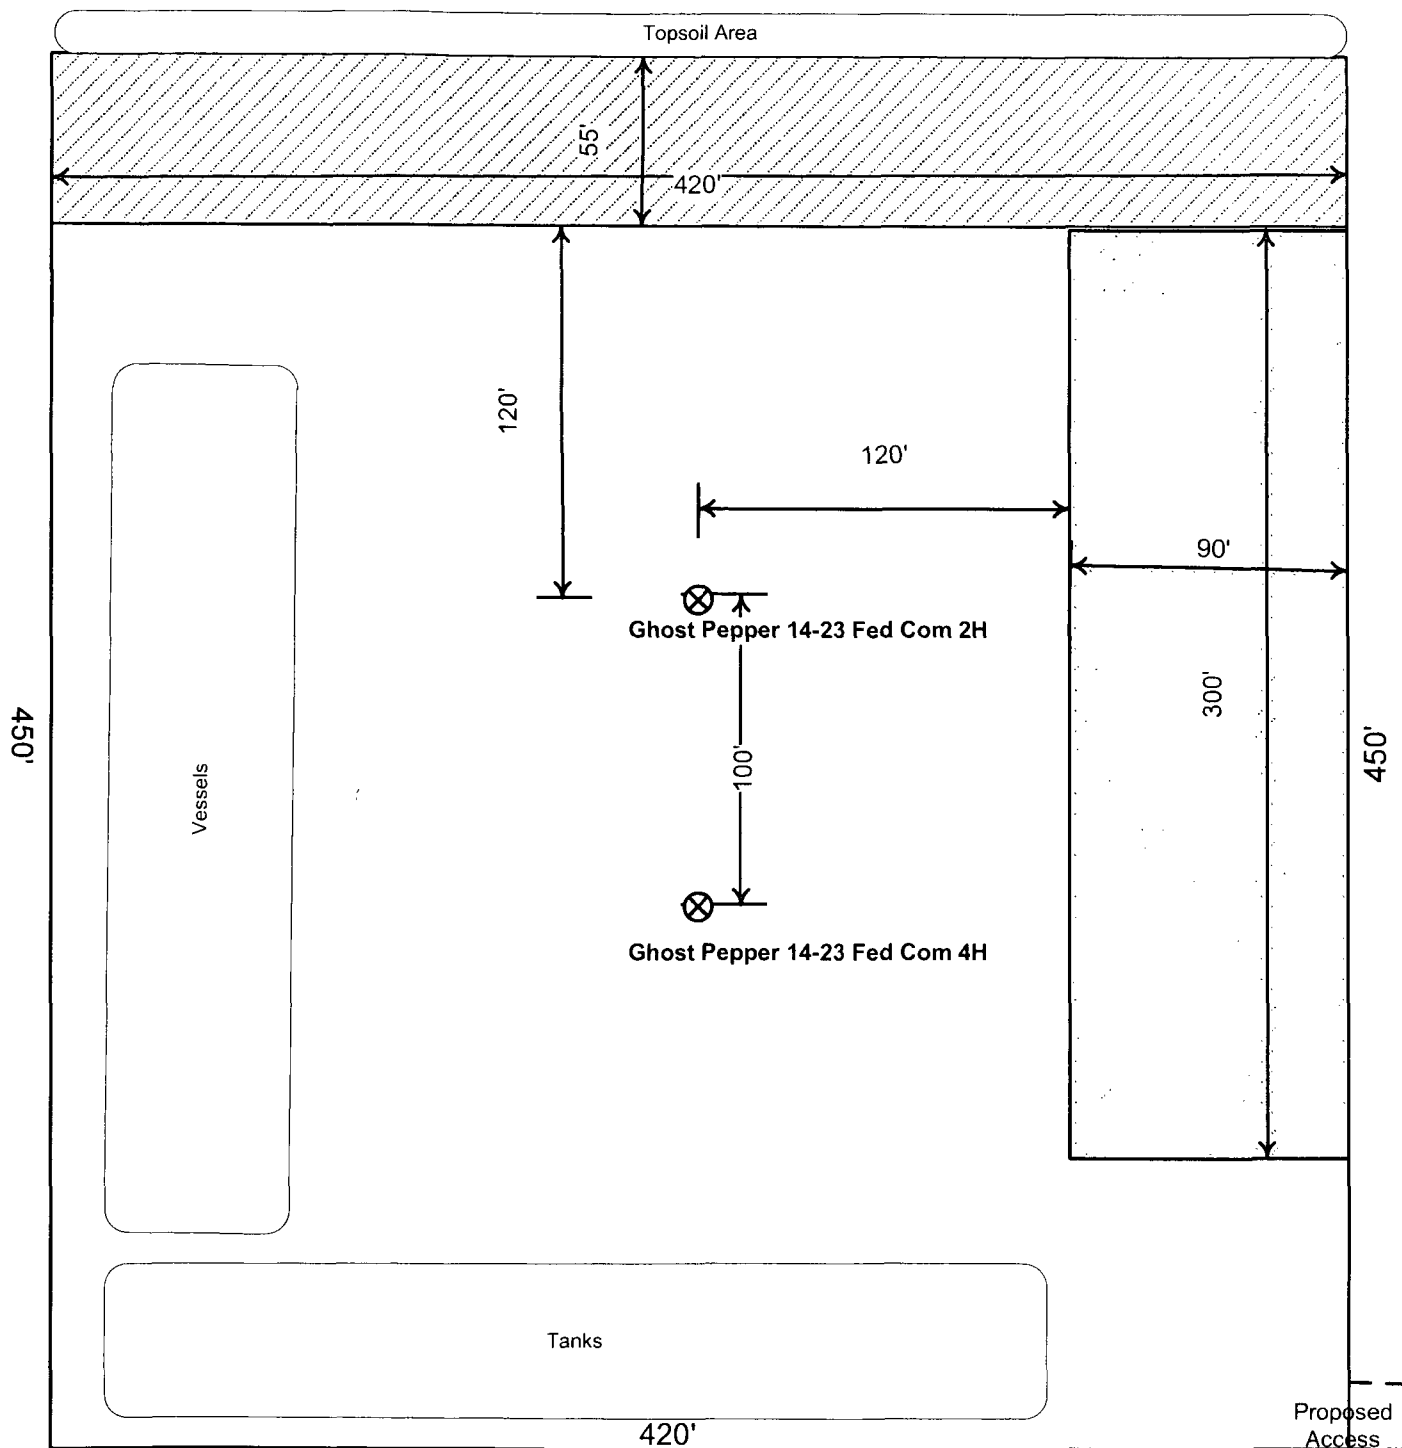 Topsoil Area
55'
420'
120'
120'
90'
Ghost Pepper 14-23 Fed Com 2H
300'
450'
450'
100'
Vessels
Ghost Pepper 14-23 Fed Com 4H
Tanks
420'
Proposed
Access